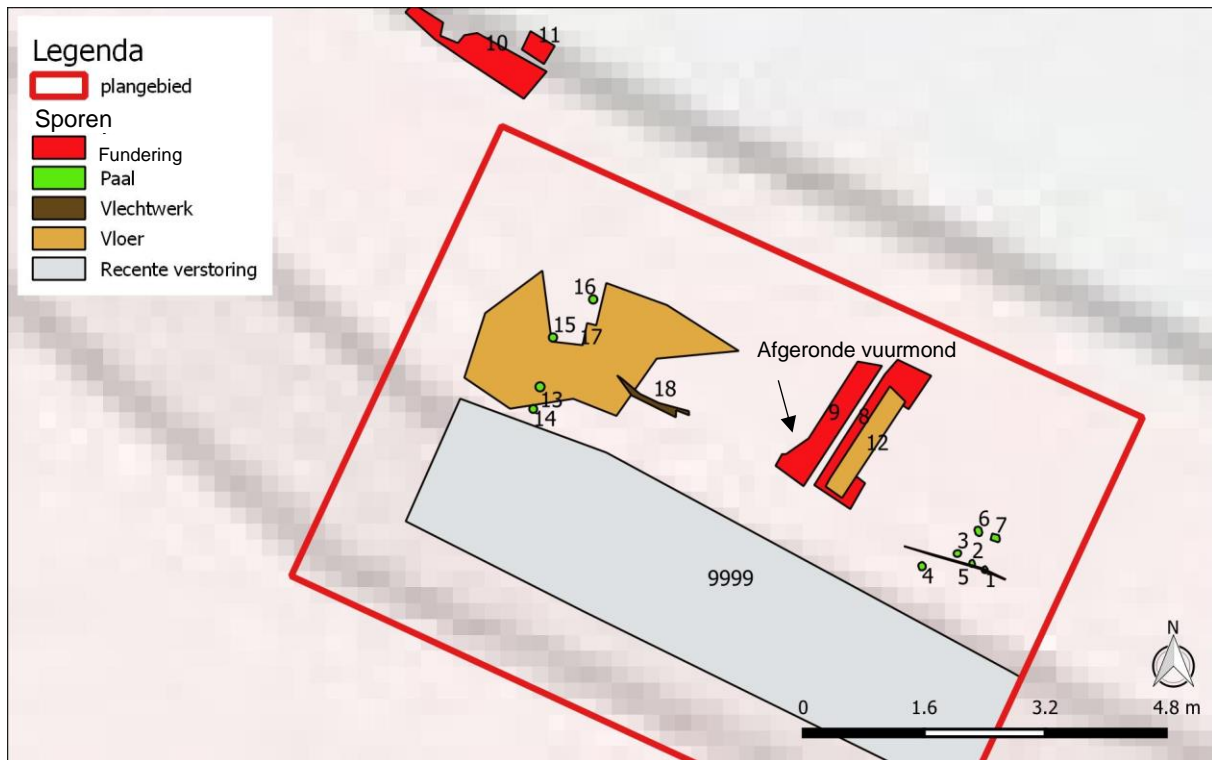 Legenda
plangebied
Sporen
Fundering
Paal
Vlechtwerk
Vloer
Recente verstoring
10
11
16
15
17
13
14
18
Afgeronde vuurmond
9
8
12
6
7
3
2
4
5
1
9999
N
0 1.6 3.2 4.8 m